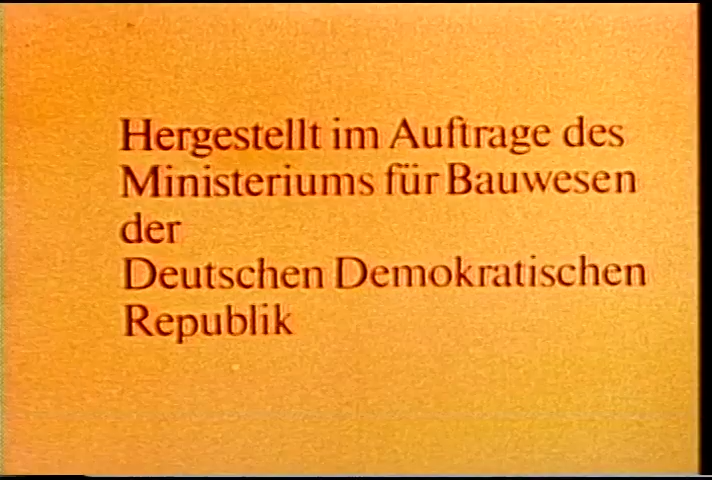 Hergestellt im Auftrage des
Ministeriums für Bauwesen
der
Deutschen Demokratischen
Republik